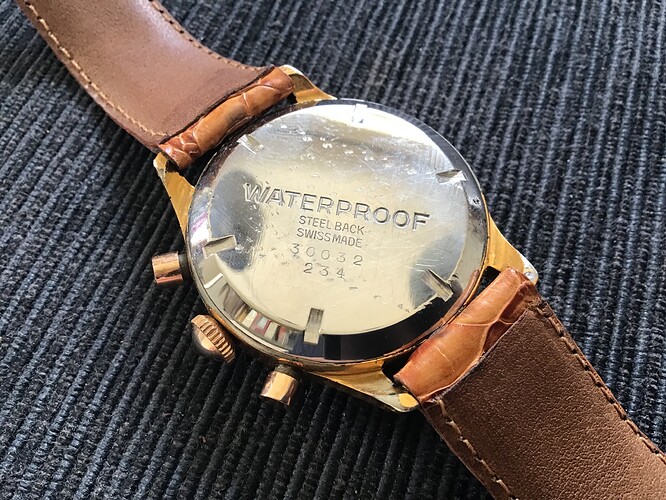 WATERPROOF
STEEL BACK
SWISS MADE
30032
234